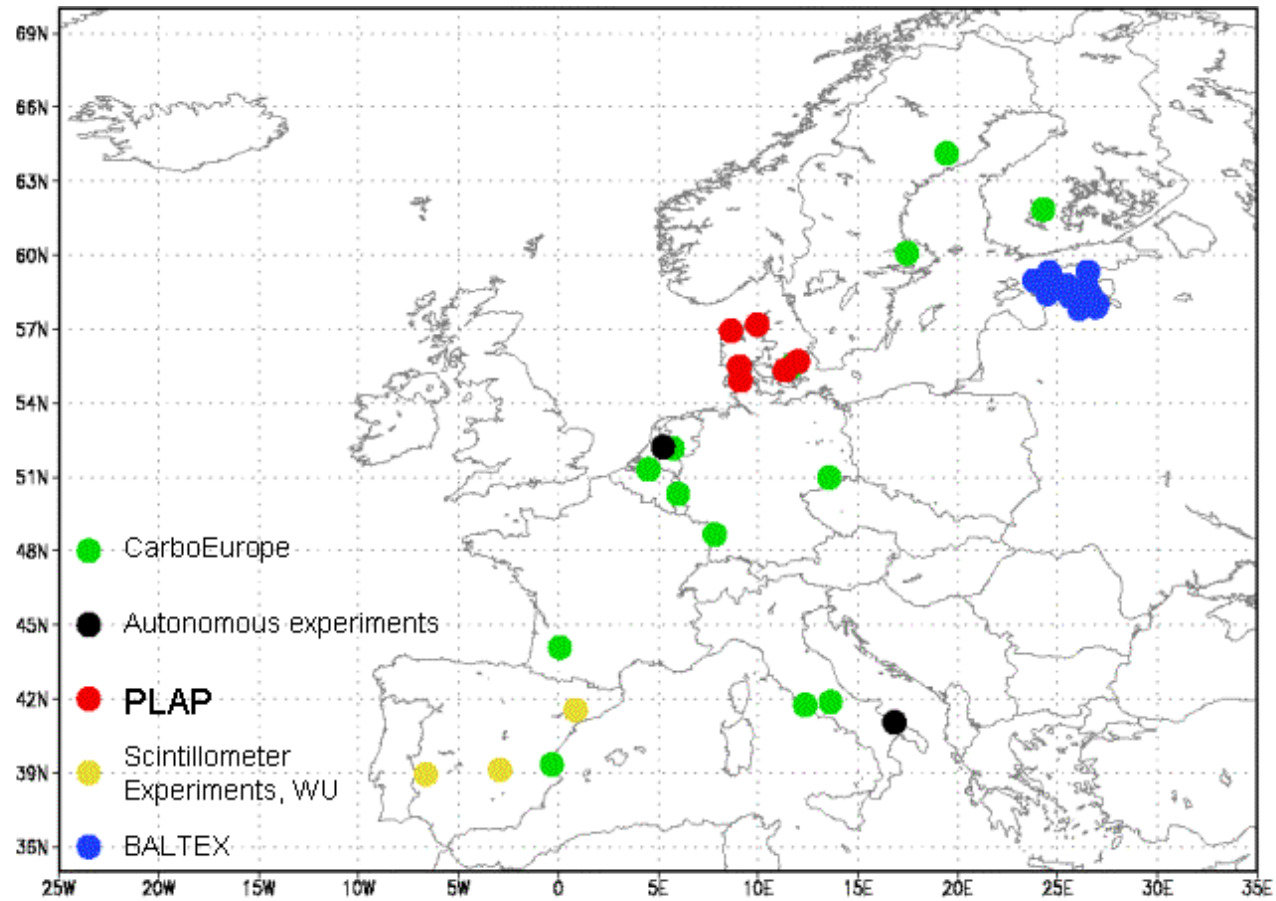 69N
66N
63N
60N
57N
54N
51N
48N
CarboEurope
45N
Autonomous experiments
42N
PLAP
39N
Scintillometer
Experiments, WU
36N
BALTEX
25W 20W 15W 10W 5W 0 5E 10E 15E 20E 25E 30E 35E